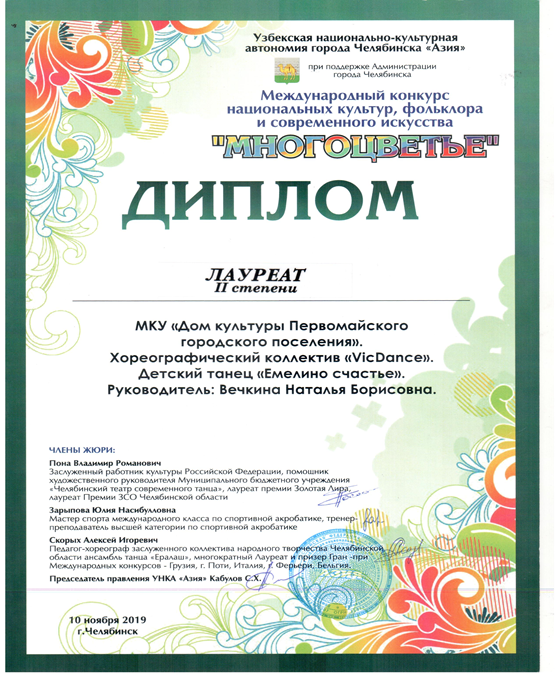 Узбекская национально-культурная
автономия города Челябинска «Азия»
при поддержке Администрации
города Челябинска
Международный конкурс
национальных культур, фольклора
и современного искусства
"МНОГОЦВЕТЬЕ"
ДИПЛОМ
ЛАУРЕАТ
II степени
МКУ «Дом культуры Первомайского
городского поселения».
Хореографический коллектив «VicDance».
Детский танец «Емелино счастье».
Руководитель: Вечкина Наталья Борисовна.
ЧЛЕНЫ ЖЮРИ:
Пона Владимир Романович
Заслуженный работник культуры Российской Федерации, помощник
художественного руководителя Муниципального бюджетного учреждения
«Челябинский театр современного танца», лауреат премии Золотая Лира,
лауреат Премии ЗСО Челябинской области
Зарыпова Юлия Насибулловна
Мастер спорта международного класса по спортивной акробатике, тренер-
преподаватель высшей категории по спортивной акробатике
Скорых Алексей Игоревич
Педагог-хореограф заслуженного коллектива народного творчества Челябинской
области ансамбль танца «Ералаш», многократный Лауреат и призер Гран -при
Международных конкурсов - Грузия, г. Поти, Италия, г. Ферьери, Бельгия.
Председатель правления УНКА «Азия» Кабулов С.Х.
10 ноября 2019
г.Челябинск